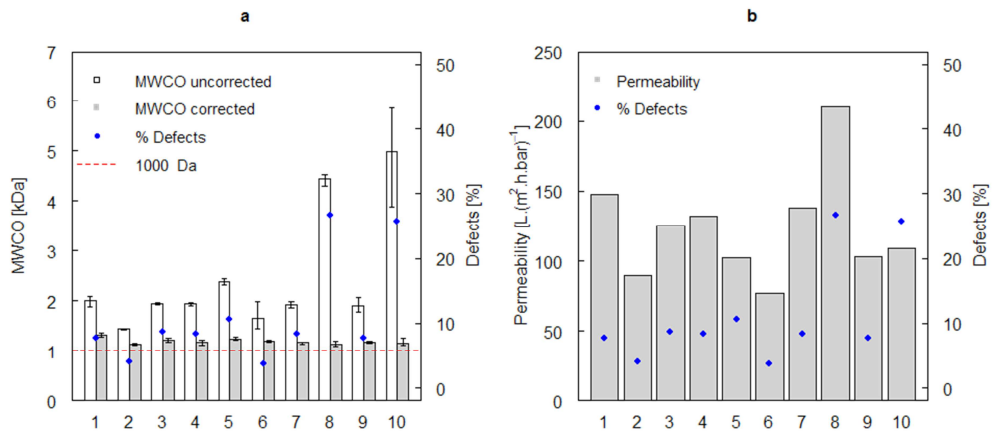 a
MWCO [kDa]
7
6
5
4
3
2
1
0
MWCO uncorrected
MWCO corrected
% Defects
1000 Da
50
40
30
20
10
0
Defects [%]
1 2 3 4 5 6 7 8 9 10
b
Permeability [L.(m².h.bar)⁻¹
250
200
150
100
50
0
Permeability
% Defects
50
40
30
20
10
0
Defects [%]
1 2 3 4 5 6 7 8 9 10